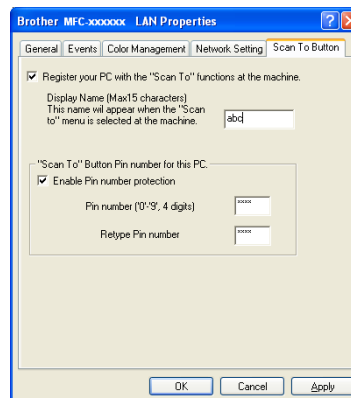 Brother MFC-xxxxxx LAN Properties
General Events Color Management Network Setting Scan To Button
Register your PC with the "Scan To" functions at the machine.
Display Name (Max15 characters)
This name will appear when the "Scan
to" menu is selected at the machine.
abc
"Scan To" Button Pin number for this PC.
Enable Pin number protection
Pin number ('0'-'9', 4 digits)
xxxx
Retype Pin number
xxxx
OK Cancel Apply